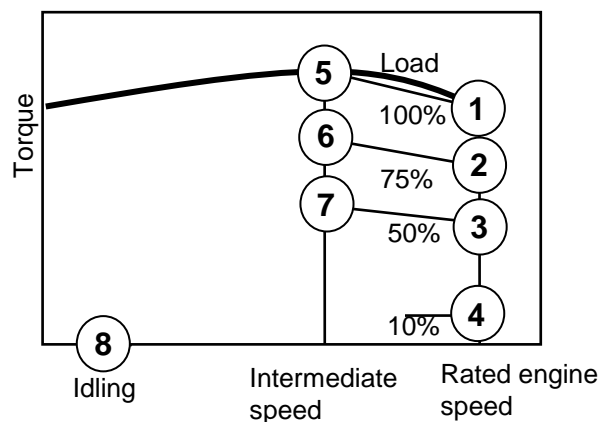 Torque
Load
5
1
100%
6
2
75%
7
3
50%
4
10%
8
Idling
Intermediate
speed
Rated engine
speed